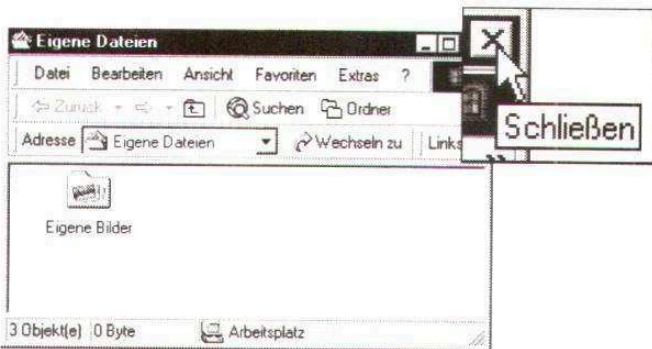 Eigene Dateien
Datei Bearbeiten Ansicht Favoriten Extras ?
Zurück Suchen Ordner
Adresse Eigene Dateien Wechseln zu Links
Schließen
Eigene Bilder
3 Objekt(e) 0 Byte Arbeitsplatz